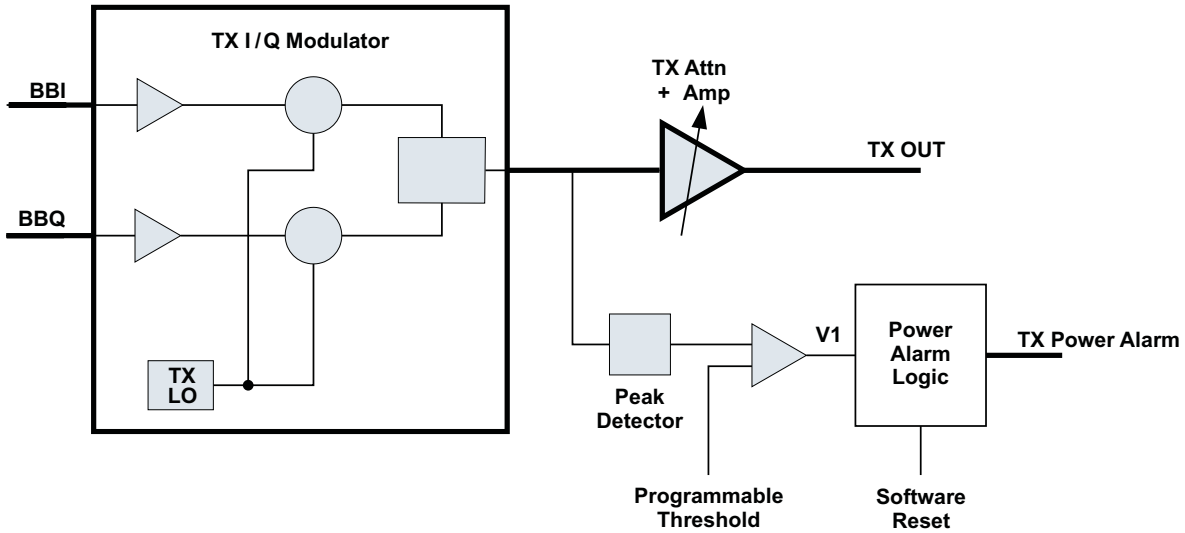 TX I/Q Modulator
BBI
BBQ
TX
LO
TX Attn
+ Amp
TX OUT
Peak
Detector
V1
Power
Alarm
Logic
TX Power Alarm
Programmable
Threshold
Software
Reset